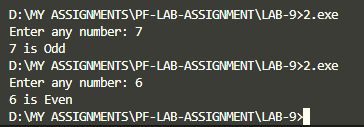 D:\MY ASSIGNMENTS\PF-LAB-ASSIGNMENT\LAB-9>2.exe
Enter any number: 7
7 is Odd
D:\MY ASSIGNMENTS\PF-LAB-ASSIGNMENT\LAB-9>2.exe
Enter any number: 6
6 is Even
D:\MY ASSIGNMENTS\PF-LAB-ASSIGNMENT\LAB-9>